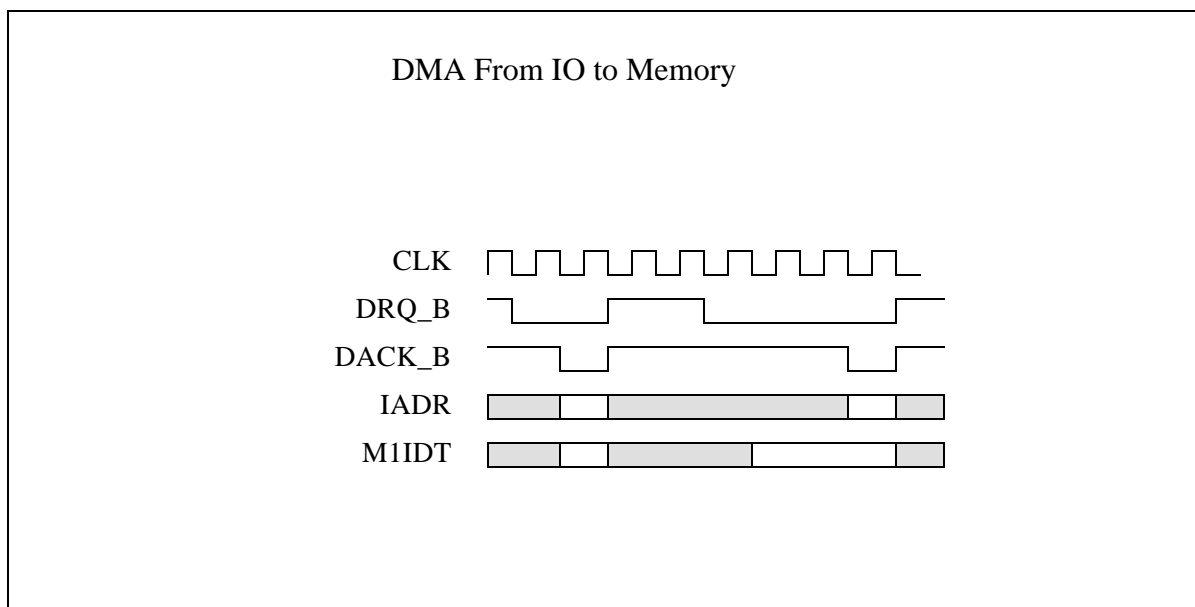 DMA From IO to Memory
CLK
DRQ_B
DACK_B
IADR
M1IDT